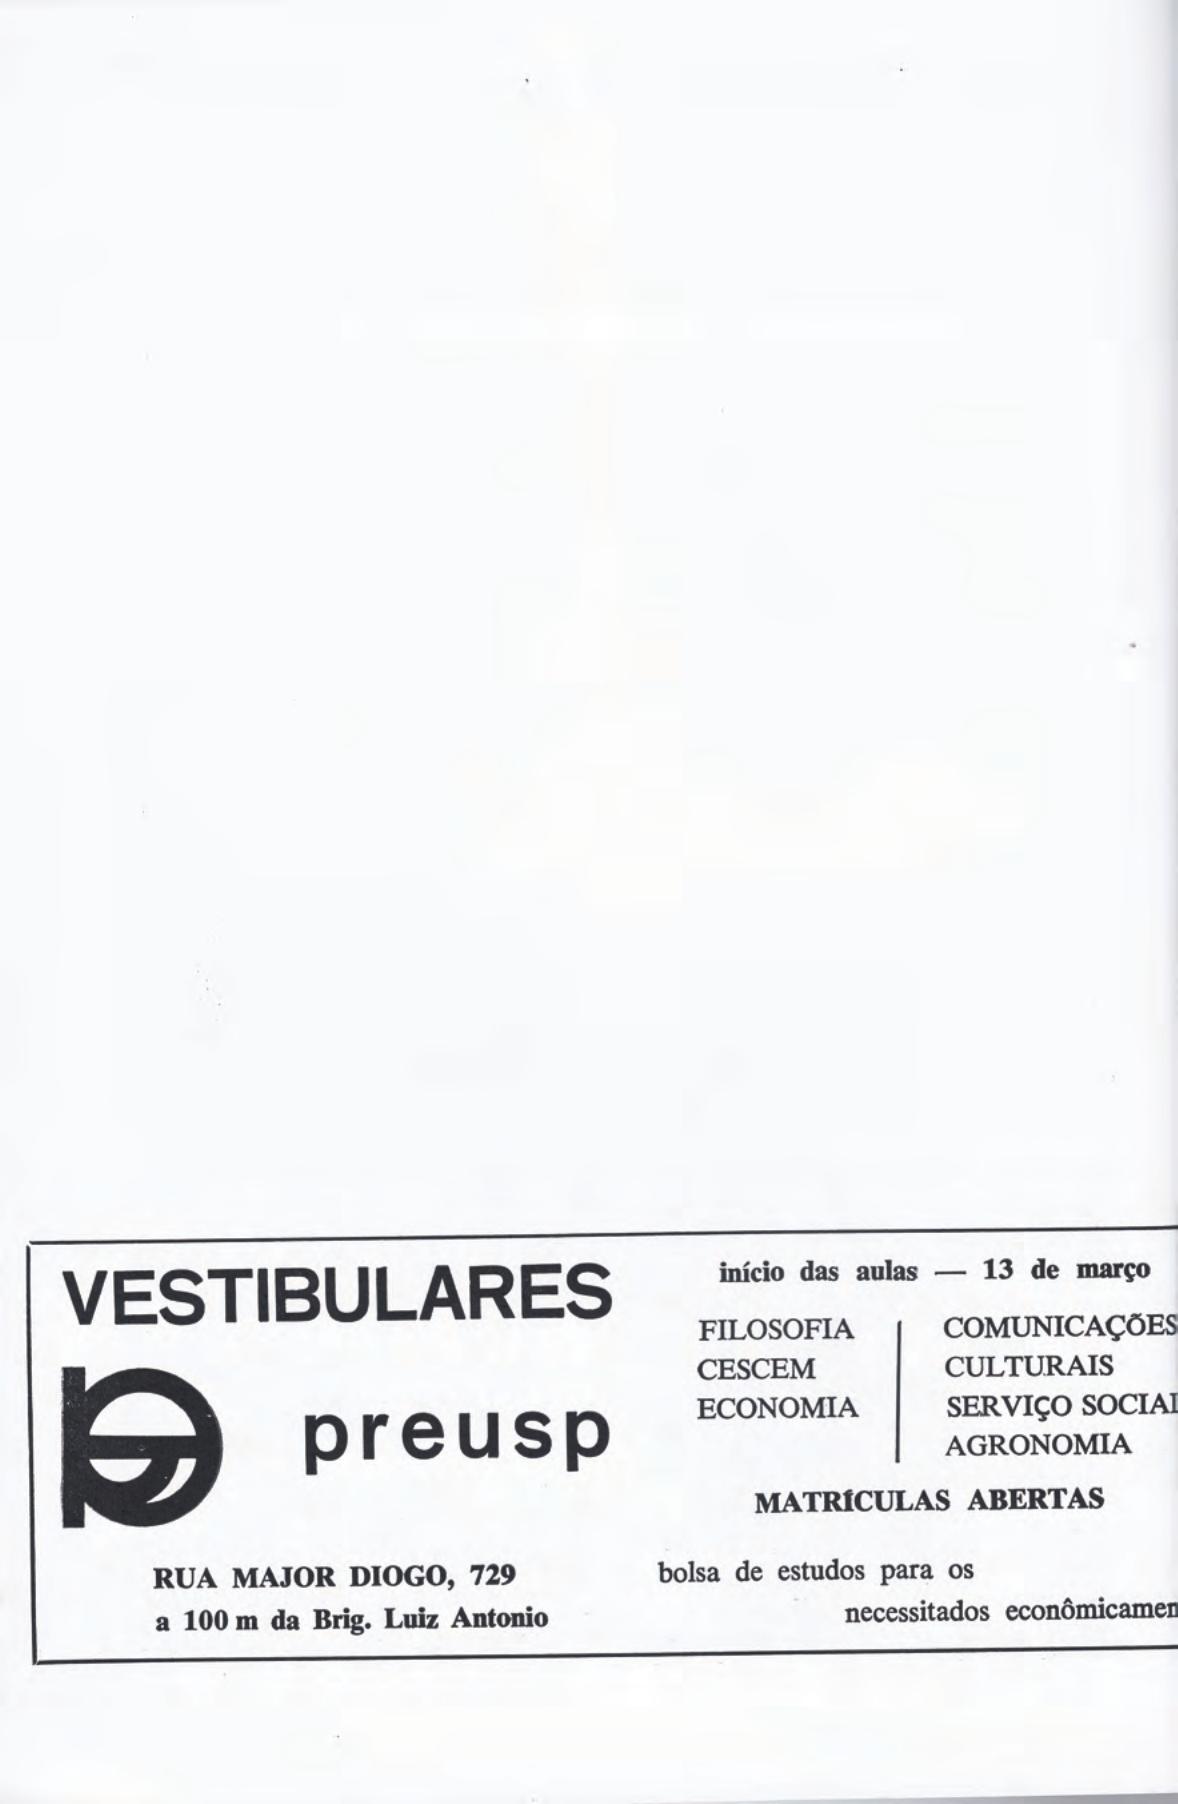 VESTIBULARES
preusp
RUA MAJOR DIOGO, 729
a 100 m da Brig. Luiz Antonio
início das aulas — 13 de março
FILOSOFIA
CESCEM
ECONOMIA
COMUNICAÇÕES
CULTURAIS
SERVIÇO SOCIAL
AGRONOMIA
MATRÍCULAS ABERTAS
bolsa de estudos para os
necessitados econômicamen